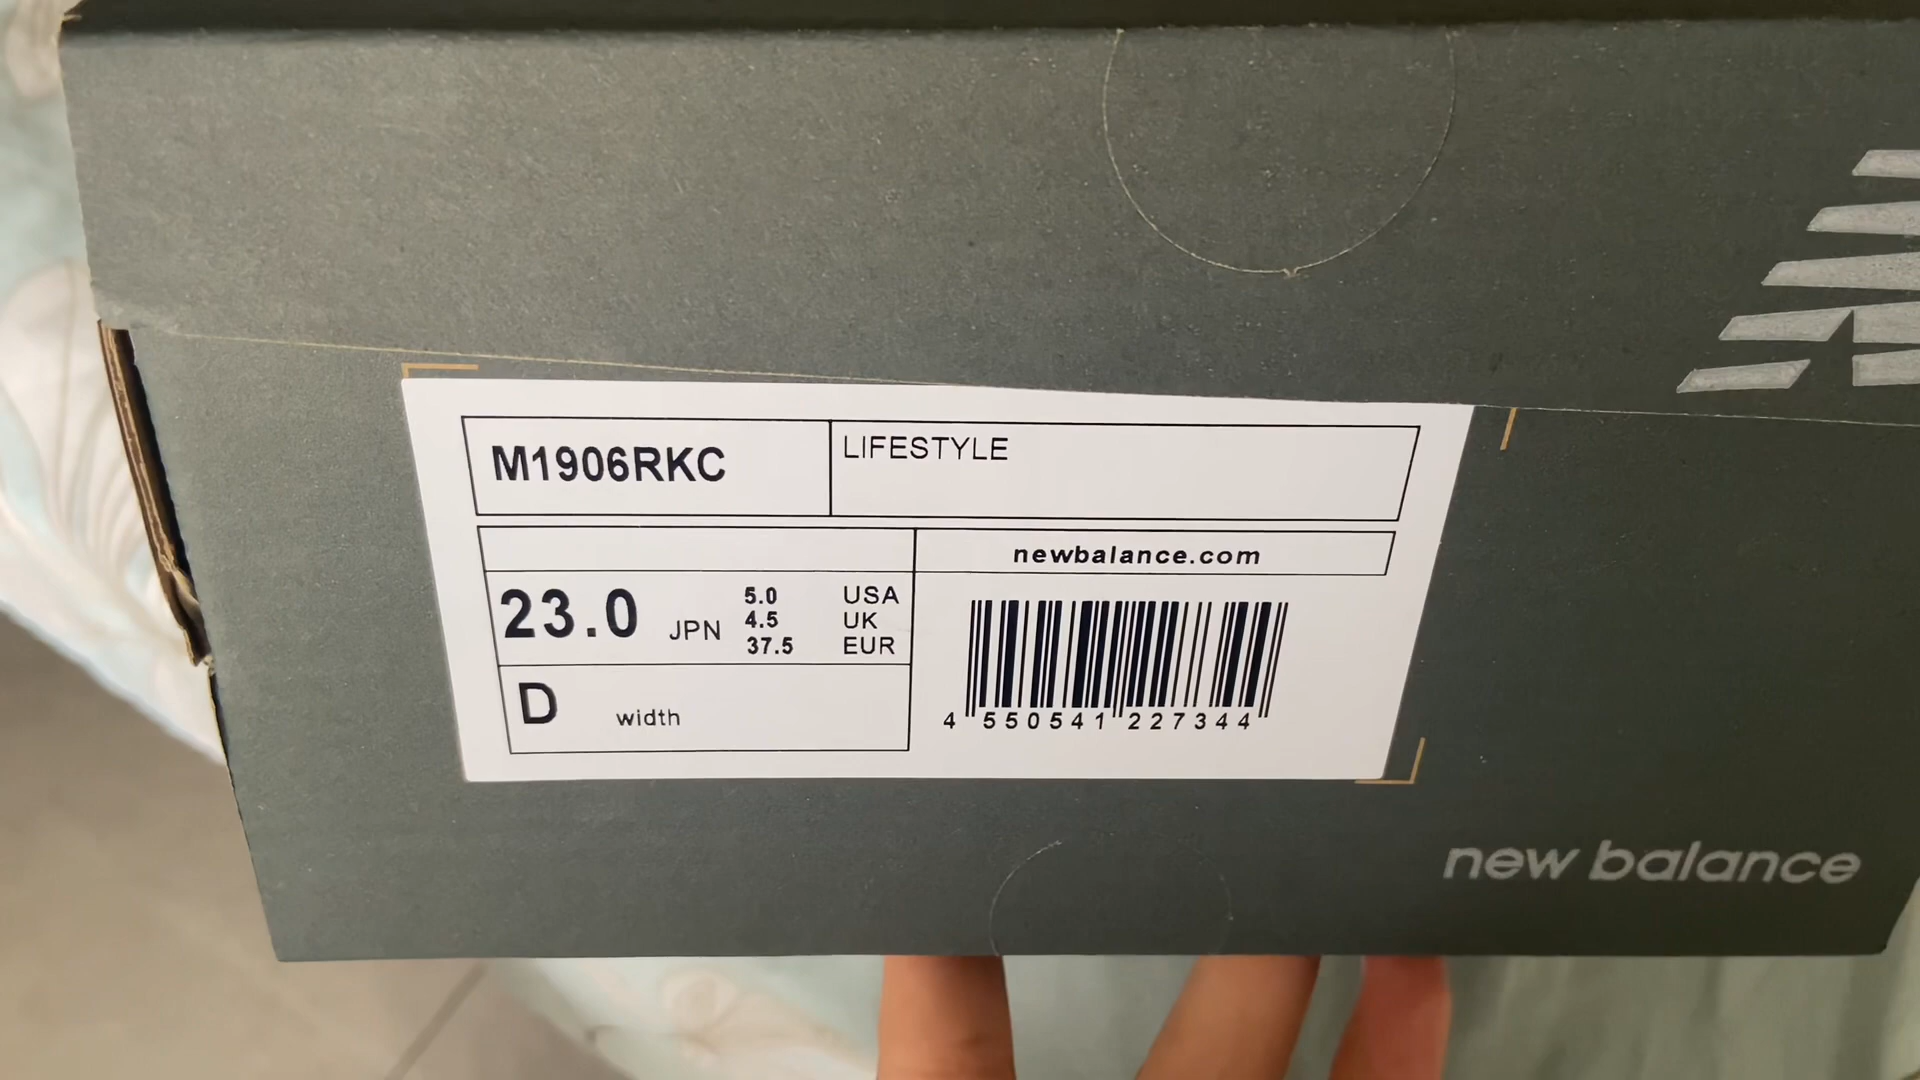 M1906RKC
LIFESTYLE
newbalance.com
23.0 JPN
5.0 USA
4.5 UK
37.5 EUR
D width
4 550541 227344
new balance